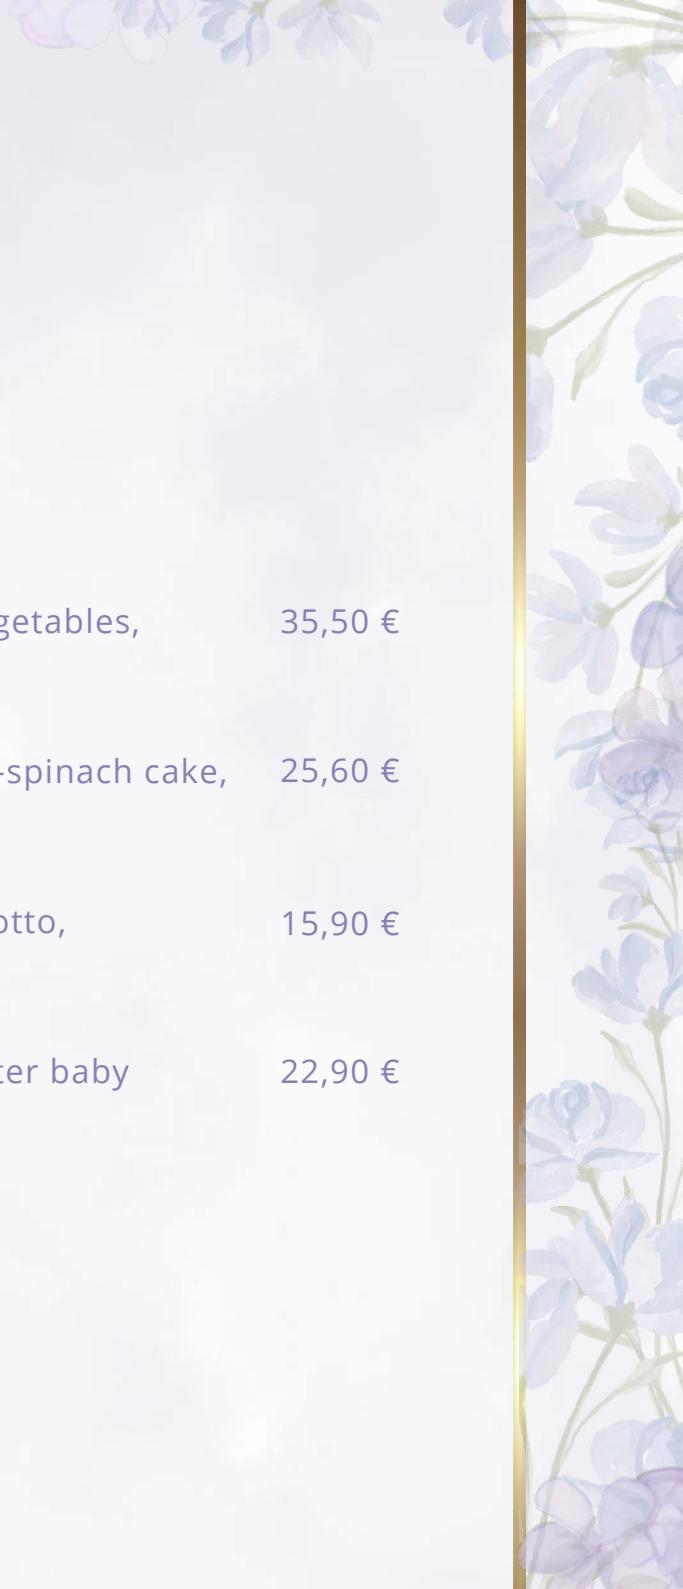 getables, 35,50 €
-spinach cake, 25,60 €
otto, 15,90 €
ter baby 22,90 €